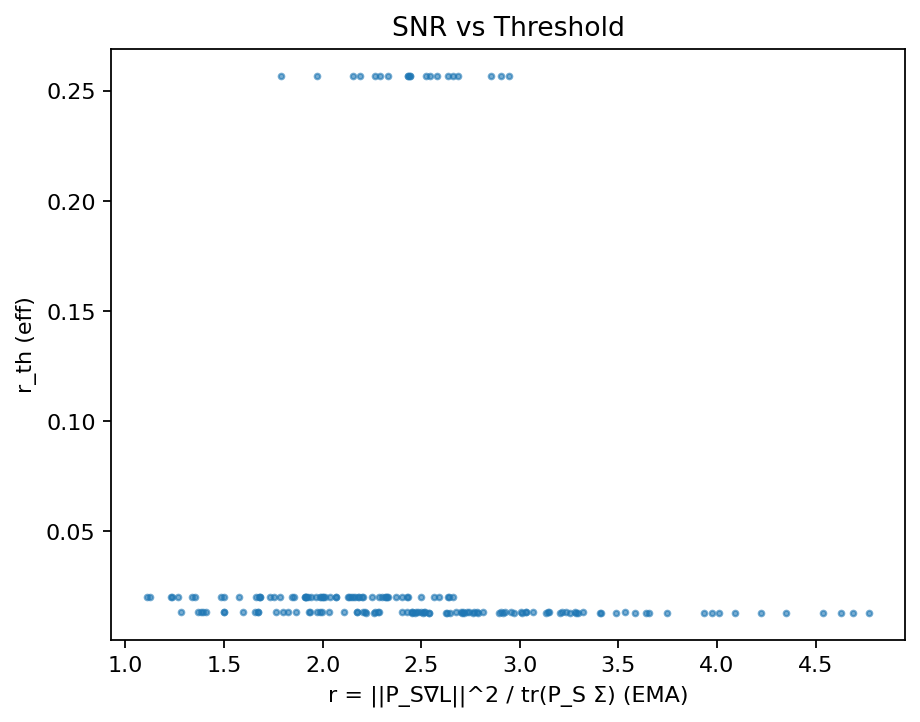 SNR vs Threshold
r_th (eff)
0.25
0.20
0.15
0.10
0.05
1.0 1.5 2.0 2.5 3.0 3.5 4.0 4.5
r = ||P_S∇L||^2 / tr(P_S Σ) (EMA)